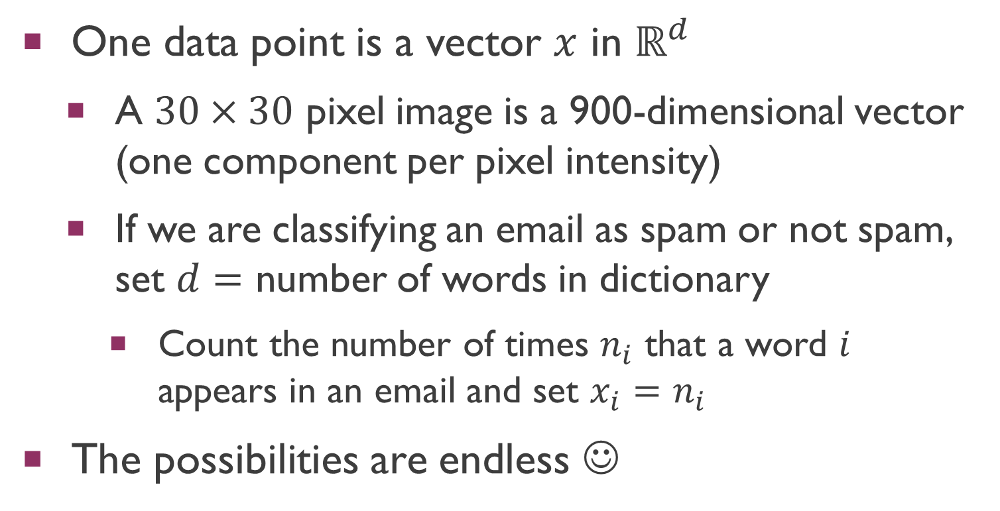 ▪ One data point is a vector 𝑥 in ℝ^𝑑
▪ A 30 × 30 pixel image is a 900-dimensional vector
(one component per pixel intensity)
▪ If we are classifying an email as spam or not spam,
set 𝑑 = number of words in dictionary
▪ Count the number of times 𝑛_𝑖 that a word 𝑖
appears in an email and set 𝑥_𝑖 = 𝑛_𝑖
▪ The possibilities are endless ☺